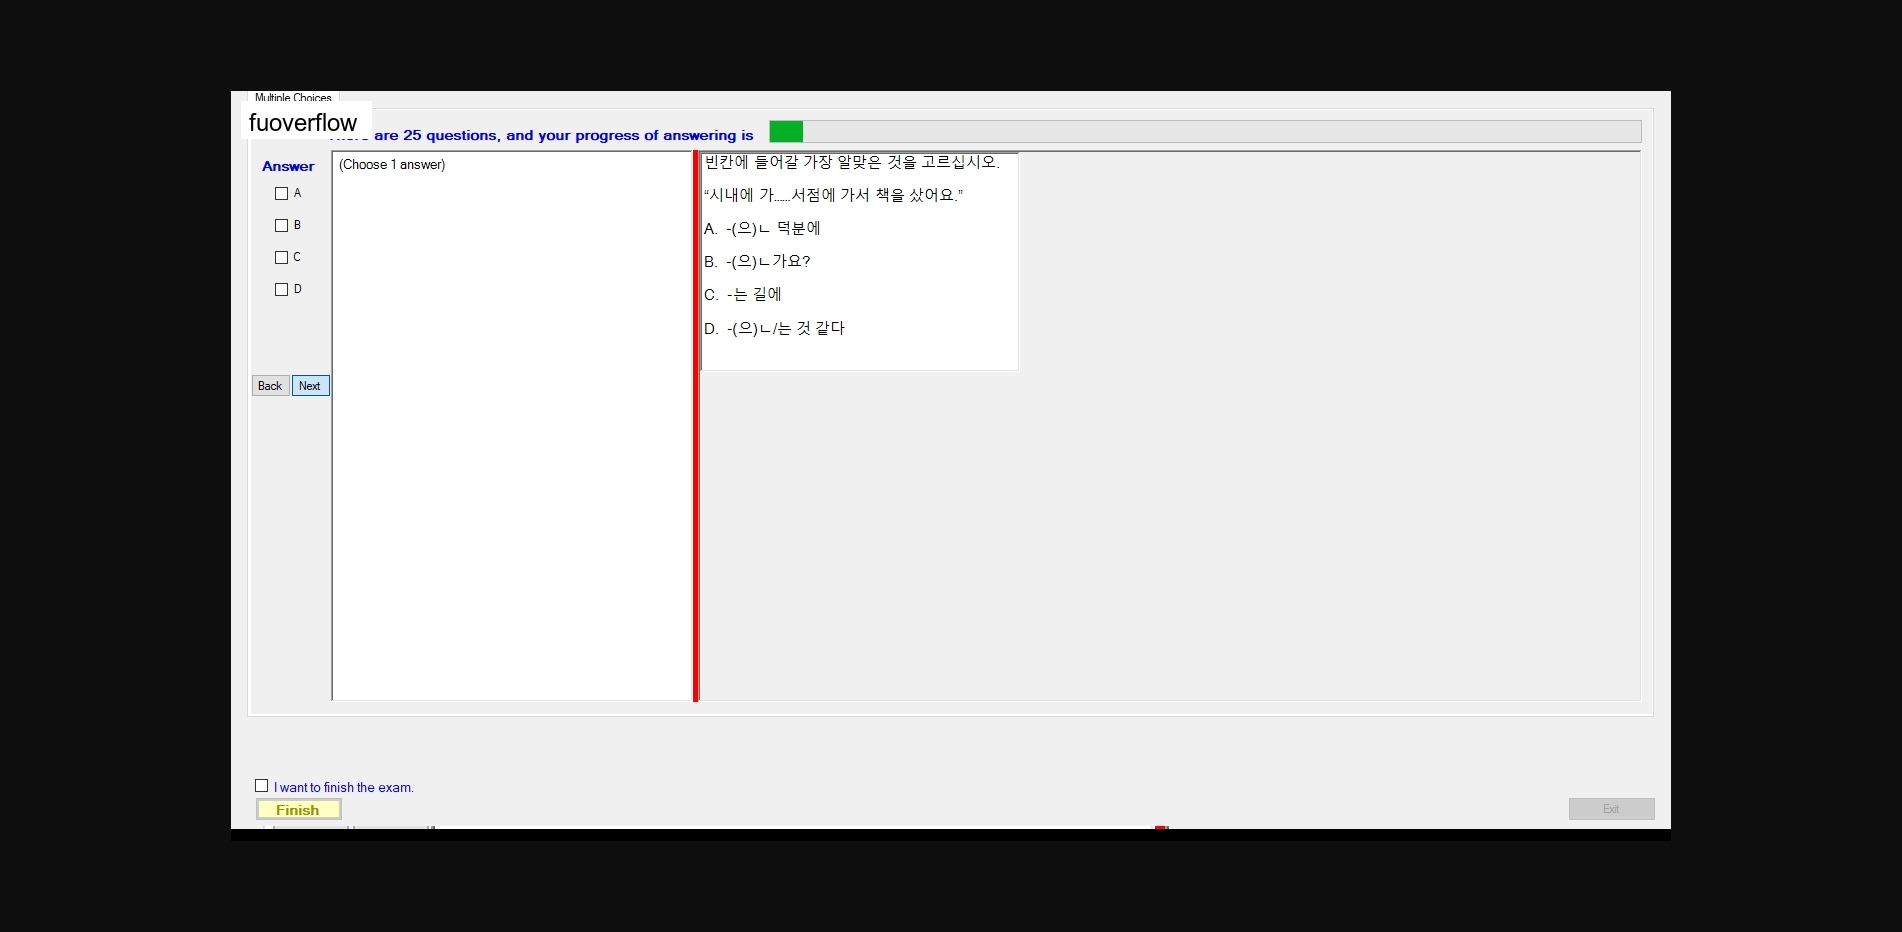 Multiple Choices
fuoverflow
are 25 questions, and your progress of answering is
Answer
(Choose 1 answer)
A
B
C
D
Back
Next
빈칸에 들어갈 가장 알맞은 것을 고르십시오.
“시내에 가......서점에 가서 책을 샀어요.”
A. -(으)ㄴ 덕분에
B. -(으)ㄴ가요?
C. -는 길에
D. -(으)ㄴ/는 것 같다
I want to finish the exam.
Finish
Exit